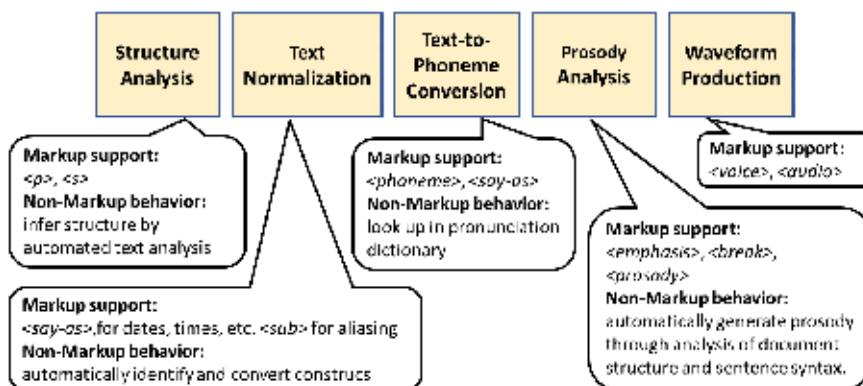 Structure
Analysis
Text
Normalization
Text-to-
Phoneme
Conversion
Prosody
Analysis
Waveform
Production
Markup support:
<p>, <s>
Non-Markup behavior:
infer structure by
automated text analysis
Markup support:
<phoneme>, <say-as>
Non-Markup behavior:
look up in pronunciation
dictionary
Markup support:
<voice>, <audio>
Markup support:
<say-as>,for dates, times, etc. <sub> for aliasing
Non-Markup behavior:
automatically identify and convert construcs
Markup support:
<emphasis>, <break>,
<prosody>
Non-Markup behavior:
automatically generate prosody
through analysis of document
structure and sentence syntax.